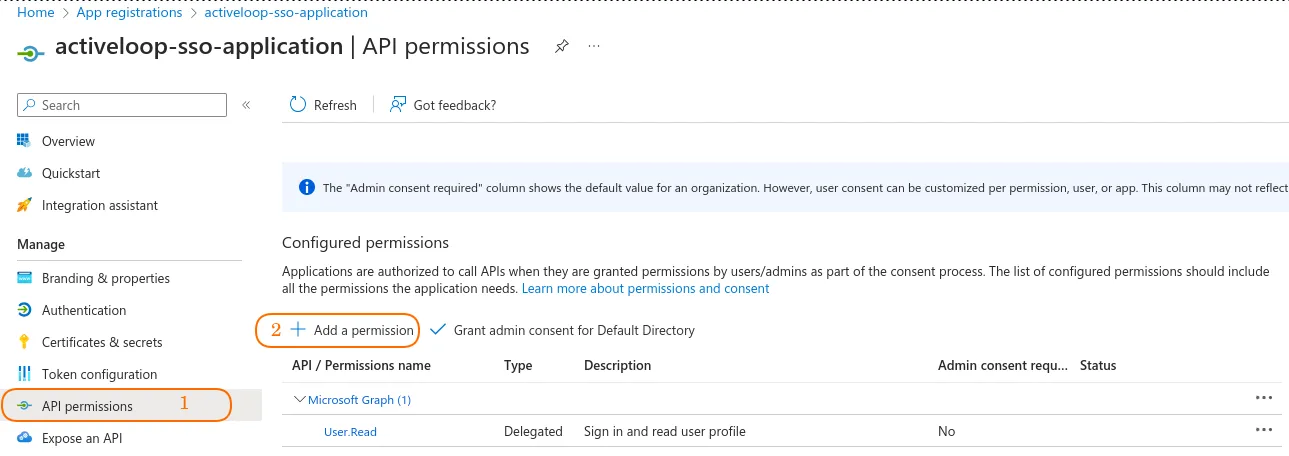 Home > App registrations > activeloop-sso-application
activeloop-sso-application | API permissions ...
Search «
Refresh Got feedback?
Overview
Quickstart
Integration assistant
Manage
Branding & properties
Authentication
Certificates & secrets
Token configuration
API permissions 1
Expose an API
The "Admin consent required" column shows the default value for an organization. However, user consent can be customized per permission, user, or app. This column may not reflect
Configured permissions
Applications are authorized to call APIs when they are granted permissions by users/admins as part of the consent process. The list of configured permissions should include
all the permissions the application needs. Learn more about permissions and consent
2 + Add a permission Grant admin consent for Default Directory
API / Permissions name Type Description Admin consent requ... Status
Microsoft Graph (1) ...
User.Read Delegated Sign in and read user profile No ...